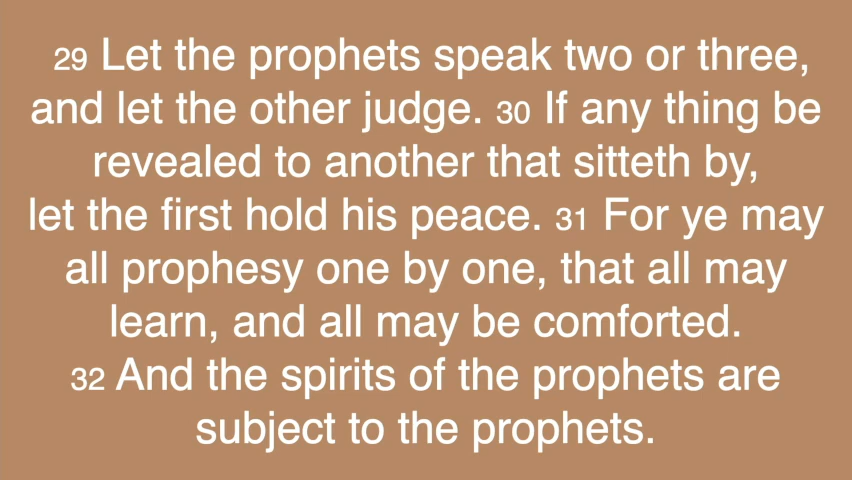 29 Let the prophets speak two or three,
and let the other judge. 30 If any thing be
revealed to another that sitteth by,
let the first hold his peace. 31 For ye may
all prophesy one by one, that all may
learn, and all may be comforted.
32 And the spirits of the prophets are
subject to the prophets.